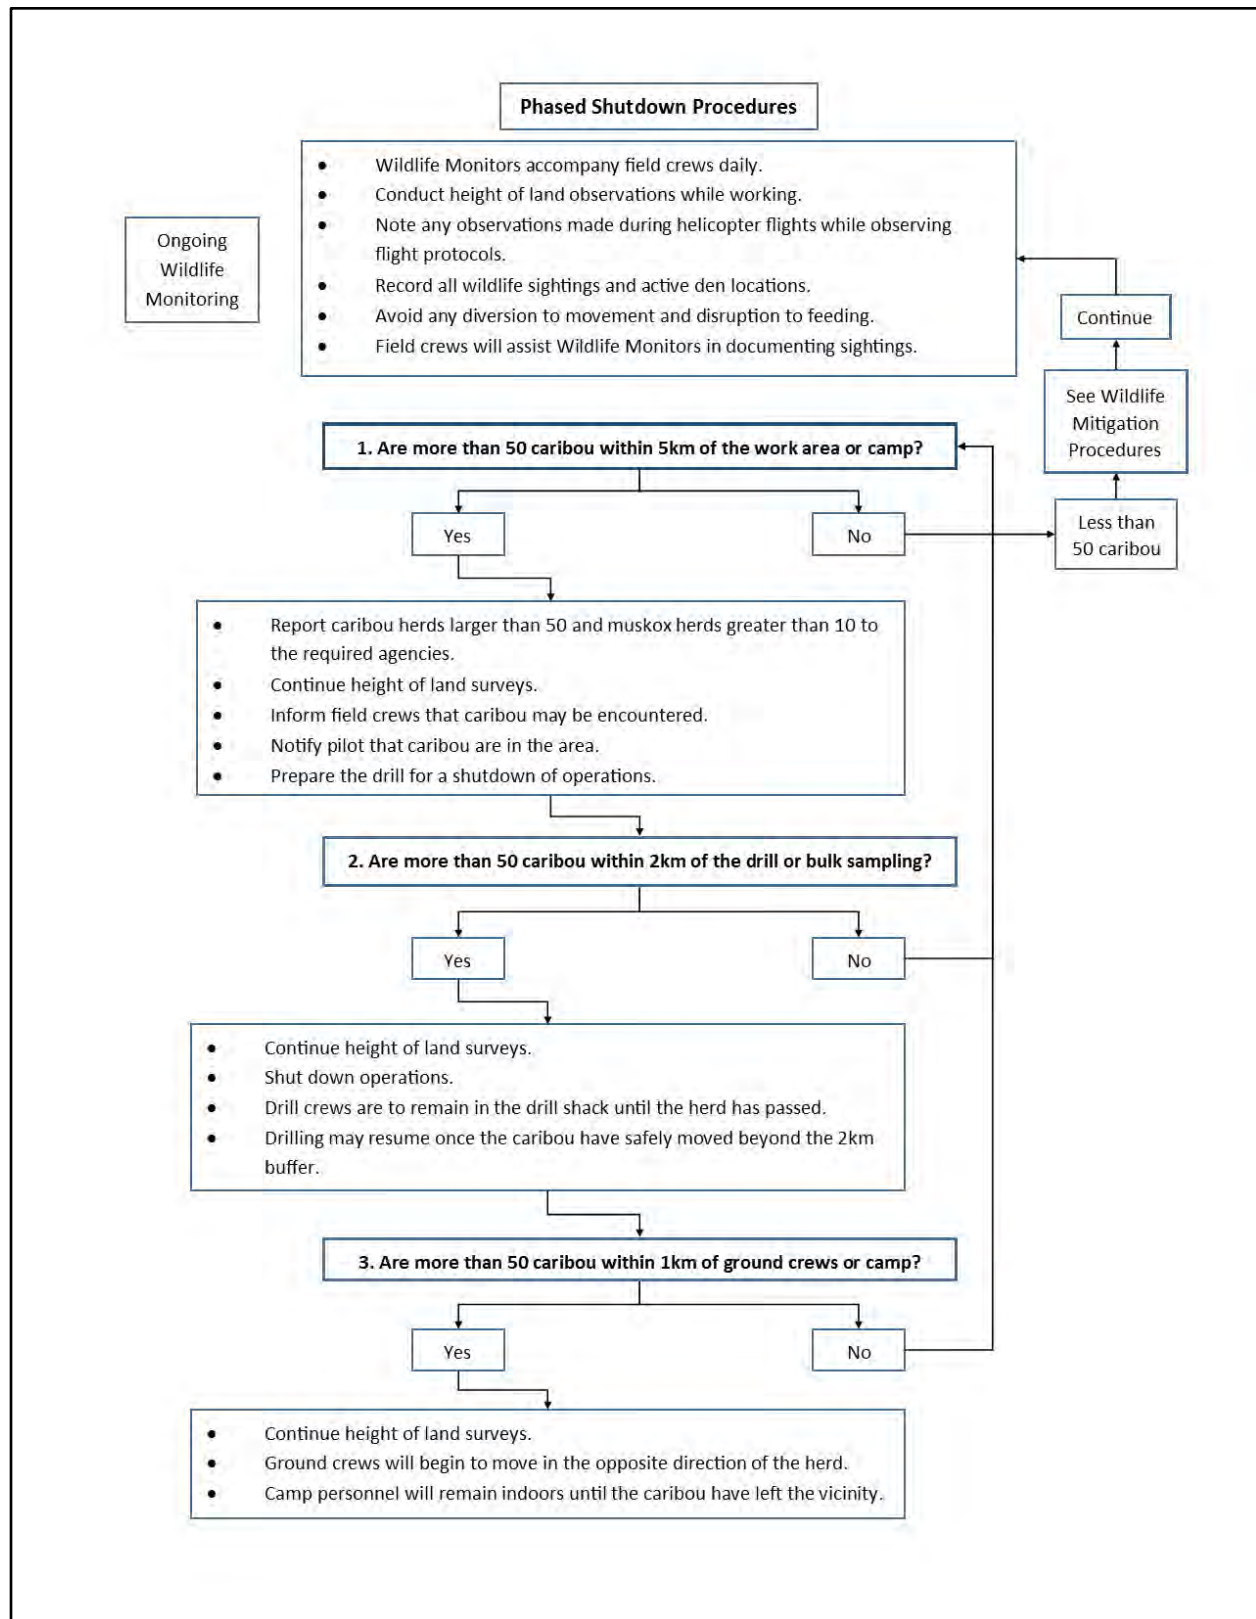 Phased Shutdown Procedures
• Wildlife Monitors accompany field crews daily.
• Conduct height of land observations while working.
• Note any observations made during helicopter flights while observing
flight protocols.
• Record all wildlife sightings and active den locations.
• Avoid any diversion to movement and disruption to feeding.
• Field crews will assist Wildlife Monitors in documenting sightings.
Ongoing
Wildlife
Monitoring
Continue
See Wildlife
Mitigation
Procedures
Less than
50 caribou
1. Are more than 50 caribou within 5km of the work area or camp?
Yes
No
• Report caribou herds larger than 50 and muskox herds greater than 10 to
the required agencies.
• Continue height of land surveys.
• Inform field crews that caribou may be encountered.
• Notify pilot that caribou are in the area.
• Prepare the drill for a shutdown of operations.
2. Are more than 50 caribou within 2km of the drill or bulk sampling?
Yes
No
• Continue height of land surveys.
• Shut down operations.
• Drill crews are to remain in the drill shack until the herd has passed.
• Drilling may resume once the caribou have safely moved beyond the 2km
buffer.
3. Are more than 50 caribou within 1km of ground crews or camp?
Yes
No
• Continue height of land surveys.
• Ground crews will begin to move in the opposite direction of the herd.
• Camp personnel will remain indoors until the caribou have left the vicinity.